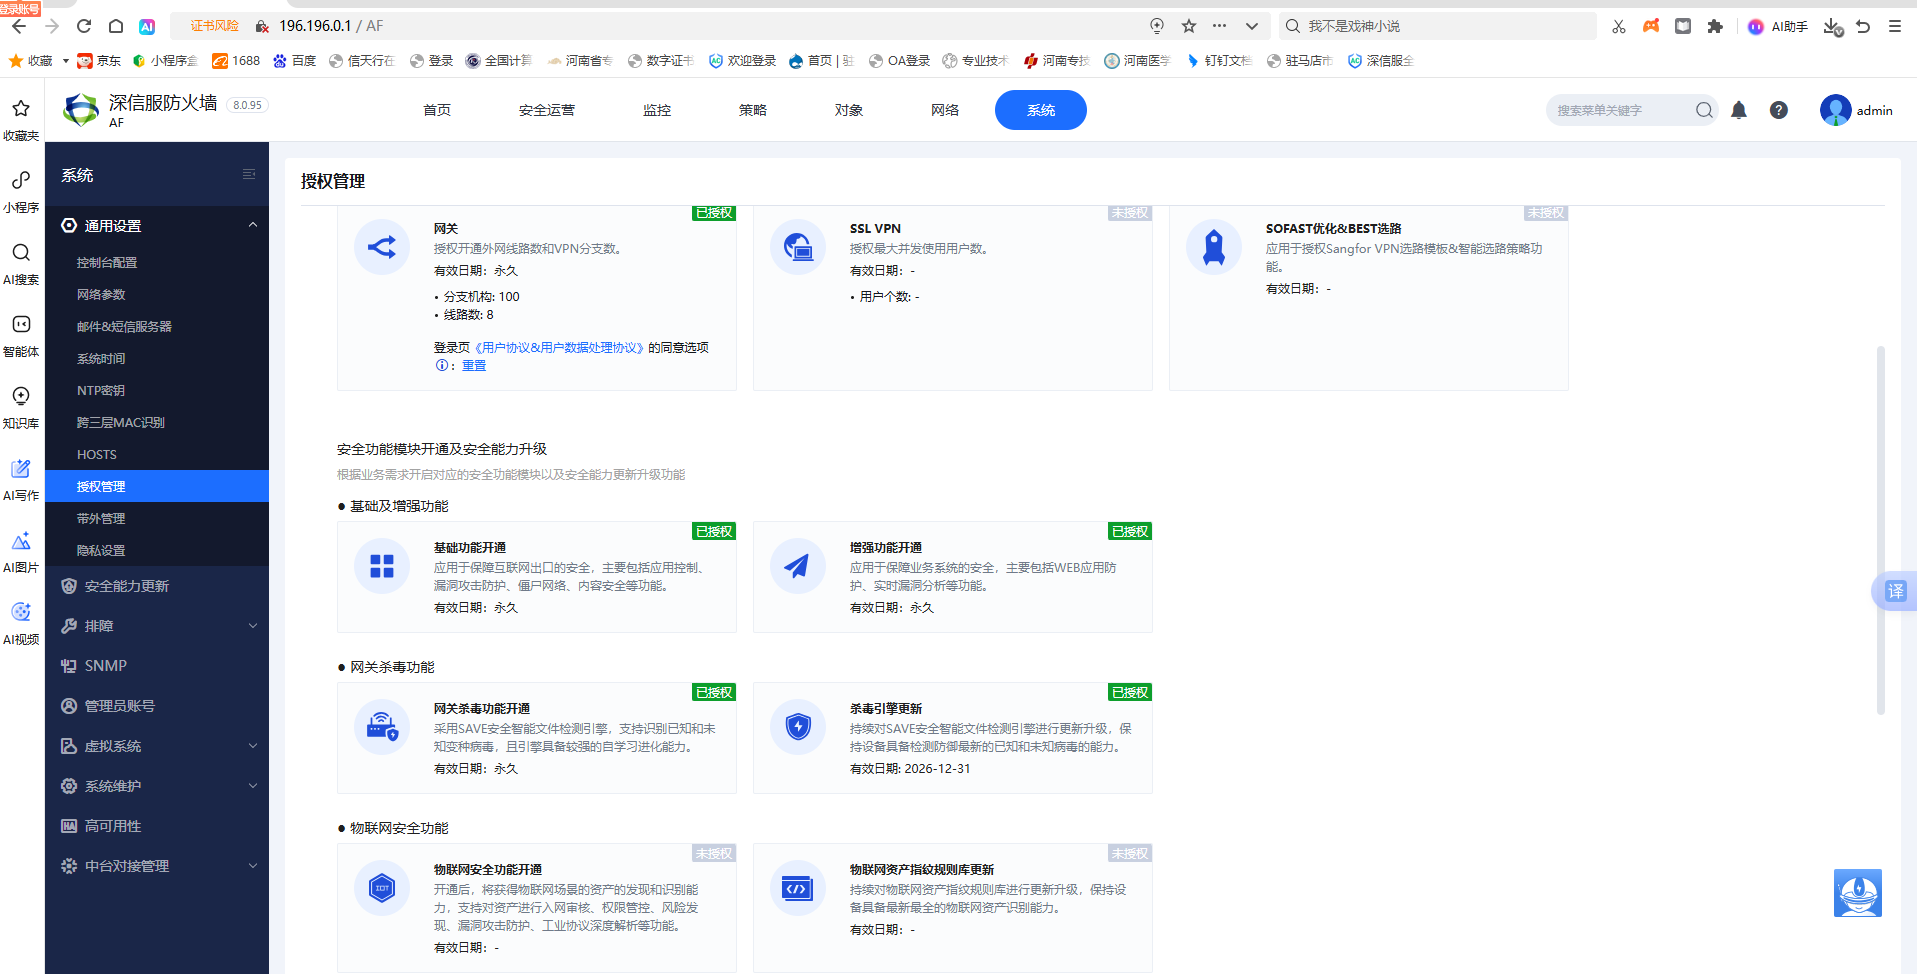 登录账号
证书风险
196.196.0.1 / AF
我不是戏神小说
AI助手
收藏
京东
小程序盒
1688
百度
信天行在
登录
全国计算
河南省专
数字证书
欢迎登录
首页 | 驻
OA登录
专业技术
河南专技
河南医学
钉钉文档
驻马店市
深信服全
收藏夹
小程序
AI搜索
智能体
知识库
AI写作
AI图片
AI视频
深信服防火墙
8.0.95
AF
首页
安全运营
监控
策略
对象
网络
系统
搜索菜单关键字
admin
系统
通用设置
控制台配置
网络参数
邮件&短信服务器
系统时间
NTP密钥
跨三层MAC识别
HOSTS
授权管理
带外管理
隐私设置
安全能力更新
排障
SNMP
管理员账号
虚拟系统
系统维护
高可用性
中台对接管理
授权管理
已授权
网关
授权开通外网线路数和VPN分支数。
有效日期：永久
• 分支机构: 100
• 线路数: 8
登录页《用户协议&用户数据处理协议》的同意选项
：重置
未授权
SSL VPN
授权最大并发使用用户数。
有效日期：-
• 用户个数: -
未授权
SOFAST优化&BEST选路
应用于授权Sangfor VPN选路模板&智能选路策略功
能。
有效日期：-
安全功能模块开通及安全能力升级
根据业务需求开启对应的安全功能模块以及安全能力更新升级功能
● 基础及增强功能
已授权
基础功能开通
应用于保障互联网出口的安全，主要包括应用控制、
漏洞攻击防护、僵尸网络、内容安全等功能。
有效日期：永久
已授权
增强功能开通
应用于保障业务系统的安全，主要包括WEB应用防
护、实时漏洞分析等功能。
有效日期：永久
● 网关杀毒功能
已授权
网关杀毒功能开通
采用SAVE安全智能文件检测引擎，支持识别已知和未
知变种病毒，且引擎具备较强的自学习进化能力。
有效日期：永久
已授权
杀毒引擎更新
持续对SAVE安全智能文件检测引擎进行更新升级，保
持设备具备检测防御最新的已知和未知病毒的能力。
有效日期: 2026-12-31
● 物联网安全功能
未授权
物联网安全功能开通
开通后，将获得物联网场景的资产的发现和识别能
力，支持对资产进行入网审核、权限管控、风险发
现、漏洞攻击防护、工业协议深度解析等功能。
有效日期：-
未授权
物联网资产指纹规则库更新
持续对物联网资产指纹规则库进行更新升级，保持设
备具备最新最全的物联网资产识别能力。
有效日期：-
译